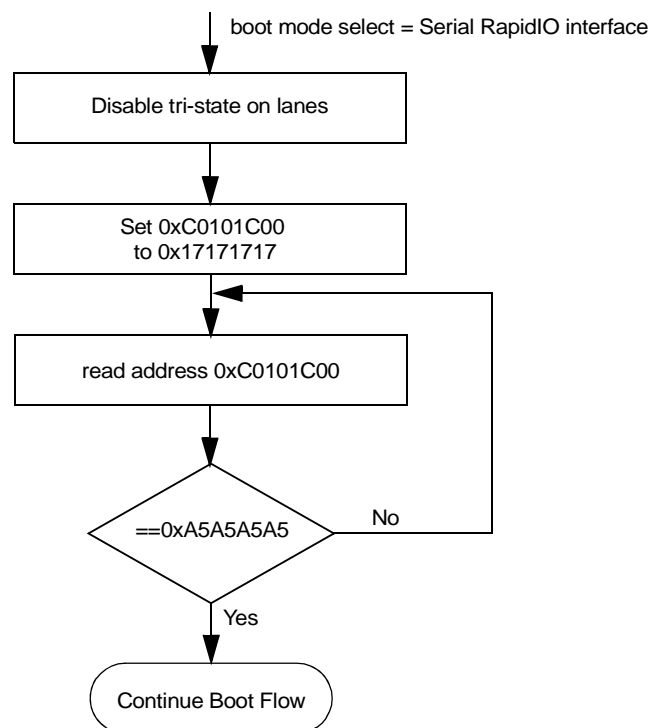 boot mode select = Serial RapidIO interface
Disable tri-state on lanes
Set 0xC0101C00
to 0x17171717
read address 0xC0101C00
==0xA5A5A5A5
No
Yes
Continue Boot Flow